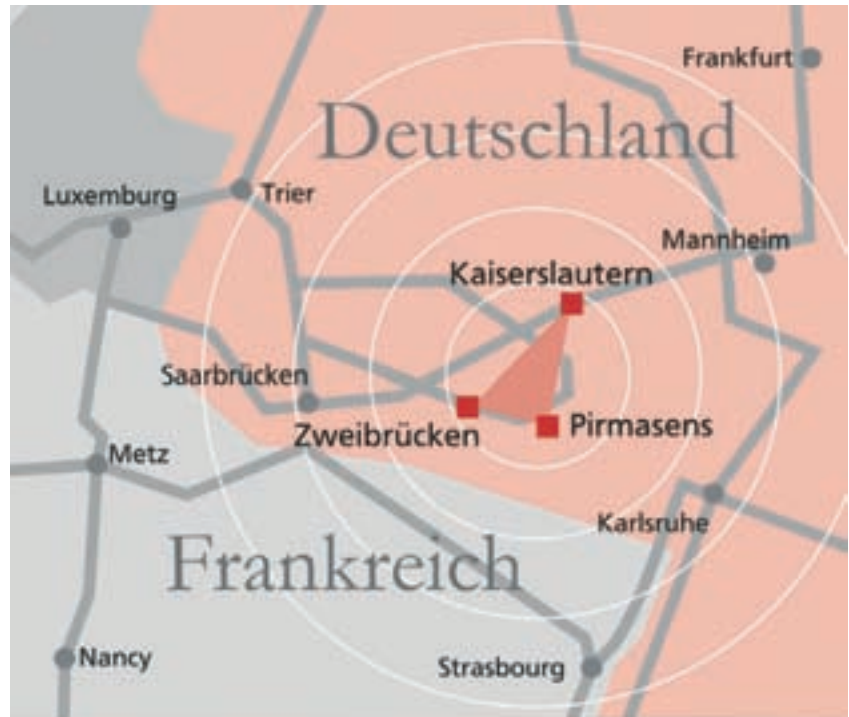 Frankfurt
Deutschland
Luxemburg
Trier
Mannheim
Kaiserslautern
Saarbrücken
Zweibrücken
Pirmasens
Metz
Karlsruhe
Frankreich
Nancy
Strasbourg